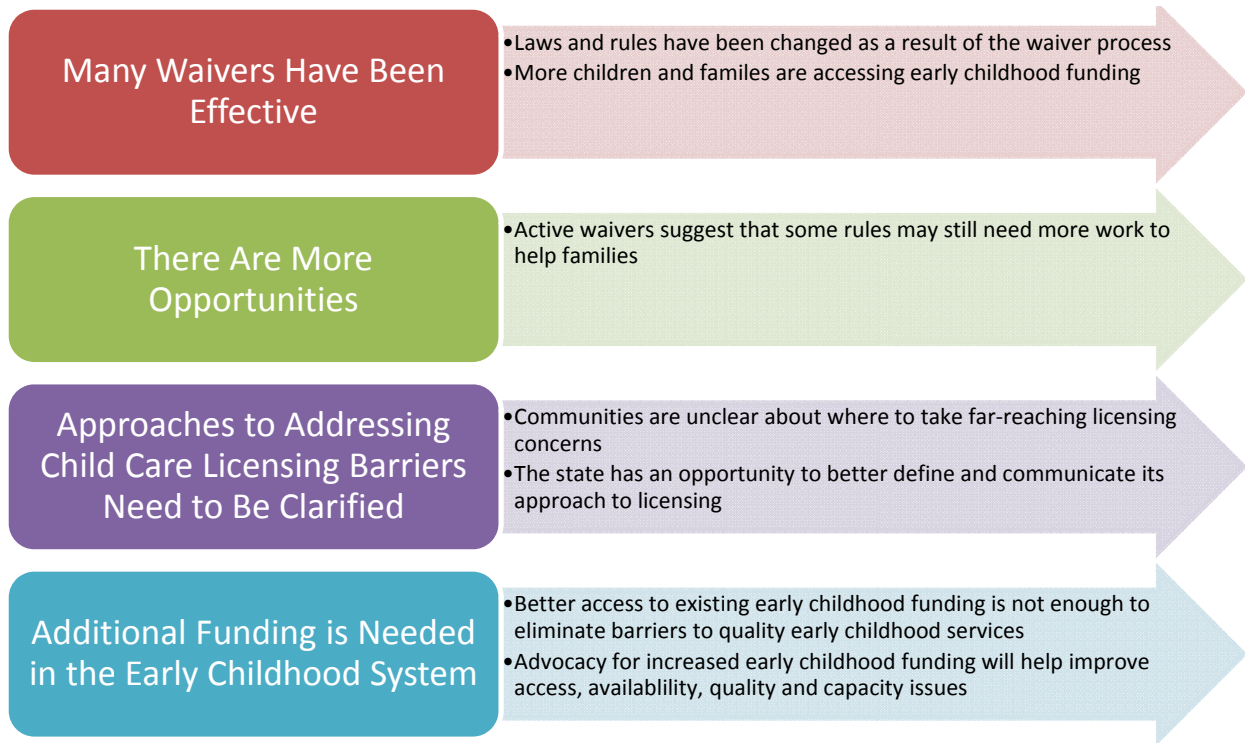 Many Waivers Have Been
Effective
•Laws and rules have been changed as a result of the waiver process
•More children and familes are accessing early childhood funding
There Are More
Opportunities
•Active waivers suggest that some rules may still need more work to
help families
Approaches to Addressing
Child Care Licensing Barriers
Need to Be Clarified
•Communities are unclear about where to take far-reaching licensing
concerns
•The state has an opportunity to better define and communicate its
approach to licensing
Additional Funding is Needed
in the Early Childhood System
•Better access to existing early childhood funding is not enough to
eliminate barriers to quality early childhood services
•Advocacy for increased early childhood funding will help improve
access, availablility, quality and capacity issues